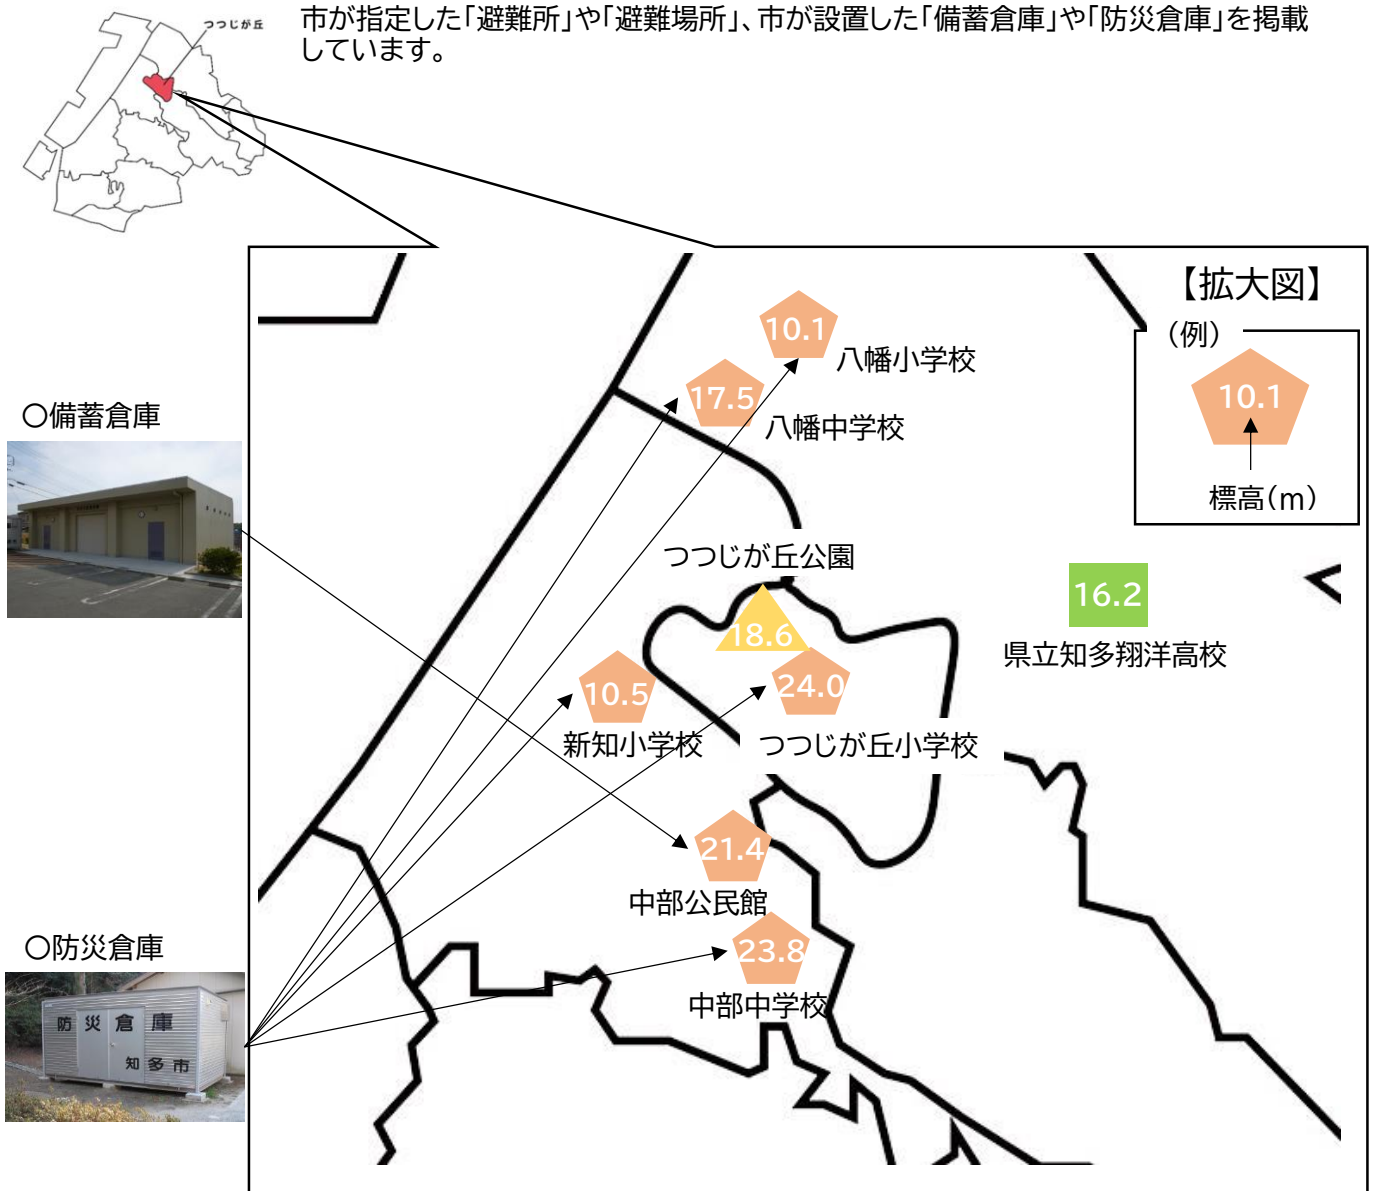 つつじが丘
市が指定した「避難所」や「避難場所」、市が設置した「備蓄倉庫」や「防災倉庫」を掲載
しています。
【拡大図】
（例）
10.1
標高（m）
10.1
八幡小学校
17.5
八幡中学校
○備蓄倉庫
つつじが丘公園
18.6
16.2
県立知多翔洋高校
10.5
新知小学校
24.0
つつじが丘小学校
21.4
中部公民館
23.8
中部中学校
○防災倉庫
防災倉庫
知多市